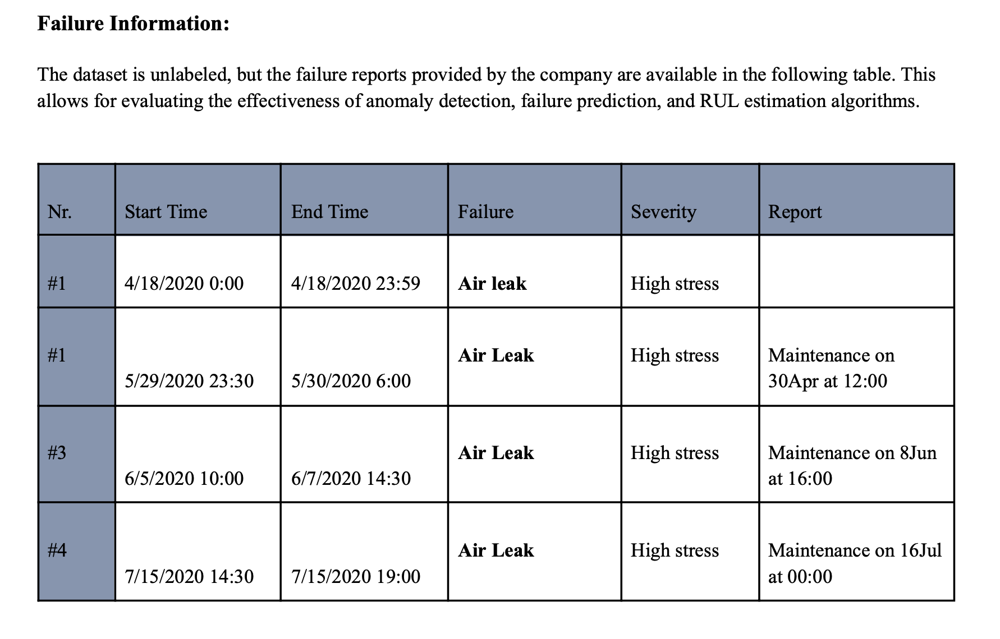 Failure Information:
The dataset is unlabeled, but the failure reports provided by the company are available in the following table. This
allows for evaluating the effectiveness of anomaly detection, failure prediction, and RUL estimation algorithms.
Nr. Start Time End Time Failure Severity Report
#1 4/18/2020 0:00 4/18/2020 23:59 Air leak High stress
#1 Air Leak High stress Maintenance on
5/29/2020 23:30 5/30/2020 6:00 30Apr at 12:00
#3 Air Leak High stress Maintenance on 8Jun
6/5/2020 10:00 6/7/2020 14:30 at 16:00
#4 Air Leak High stress Maintenance on 16Jul
7/15/2020 14:30 7/15/2020 19:00 at 00:00